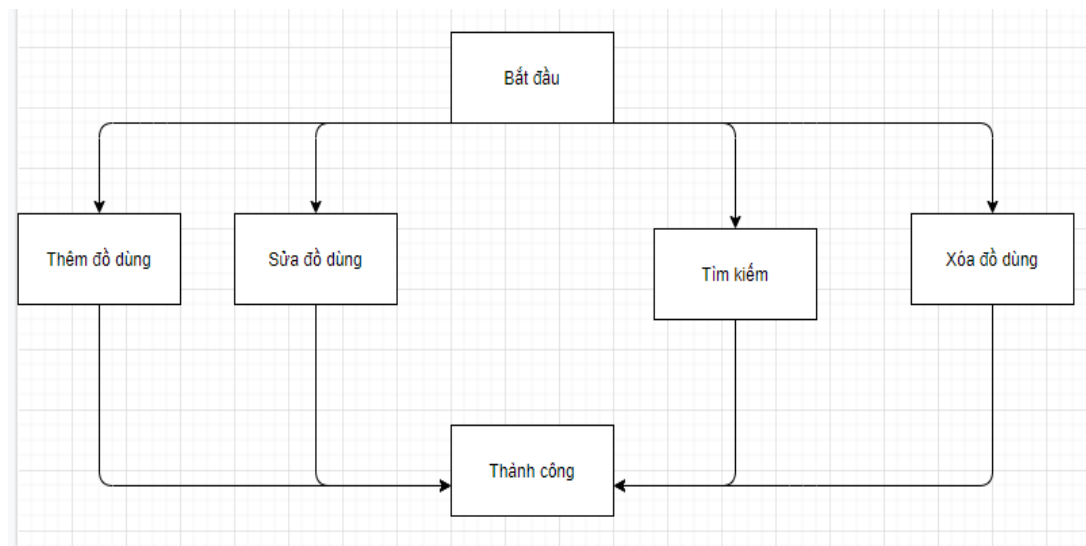 Bắt đầu
Thêm đồ dùng
Sửa đồ dùng
Tìm kiếm
Xóa đồ dùng
Thành công